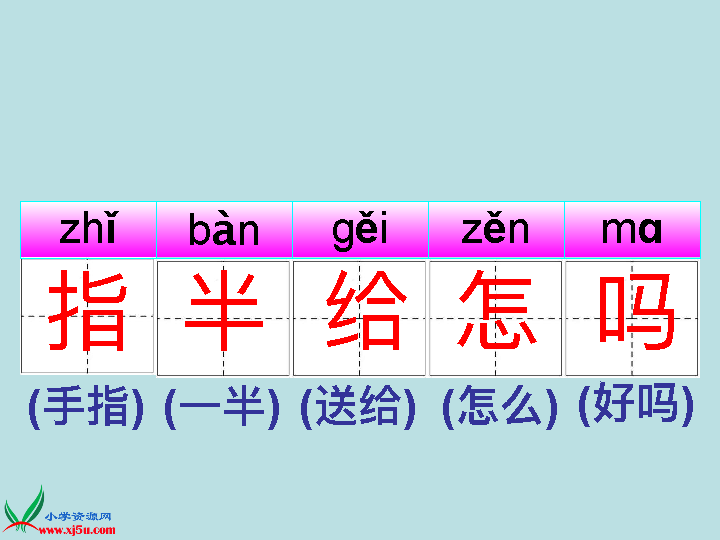 zhǐ bàn gěi zěn mɑ
指 半 给 怎 吗
(手指) (一半) (送给) (怎么) (好吗)
小学资源网
www.xj5u.com